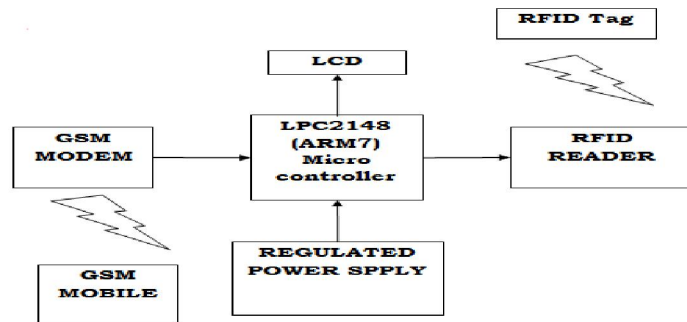 RFID Tag
LCD
GSM
MODEM
LPC2148
(ARM7)
Micro
controller
RFID
READER
REGULATED
POWER SPPLY
GSM
MOBILE